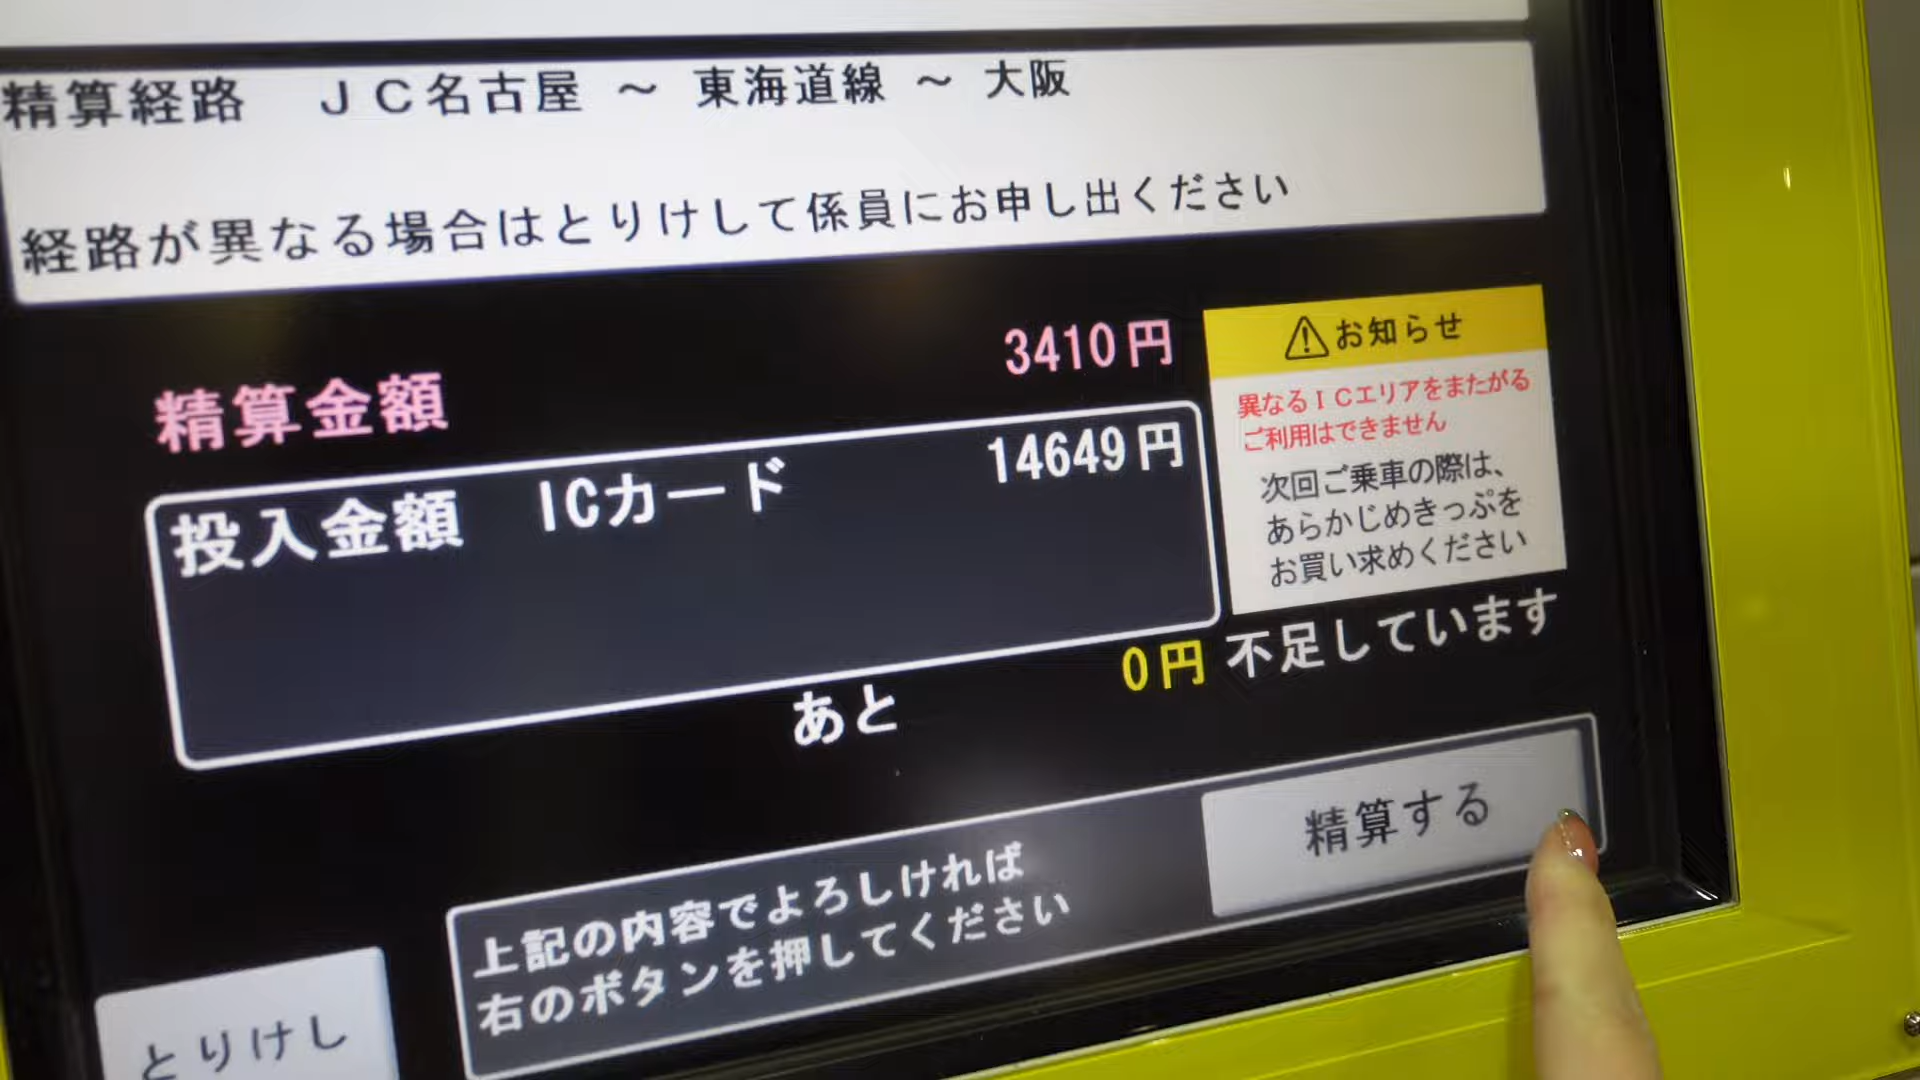 精算経路　ＪＣ名古屋 ～ 東海道線 ～ 大阪
経路が異なる場合はとりけして係員にお申し出ください
精算金額　3410円
投入金額　ICカード　14649円
あと　0円 不足しています
⚠お知らせ
異なるＩＣエリアをまたがる
ご利用はできません
次回ご乗車の際は、
あらかじめきっぷを
お買い求めください
上記の内容でよろしければ
右のボタンを押してください
精算する
とりけし